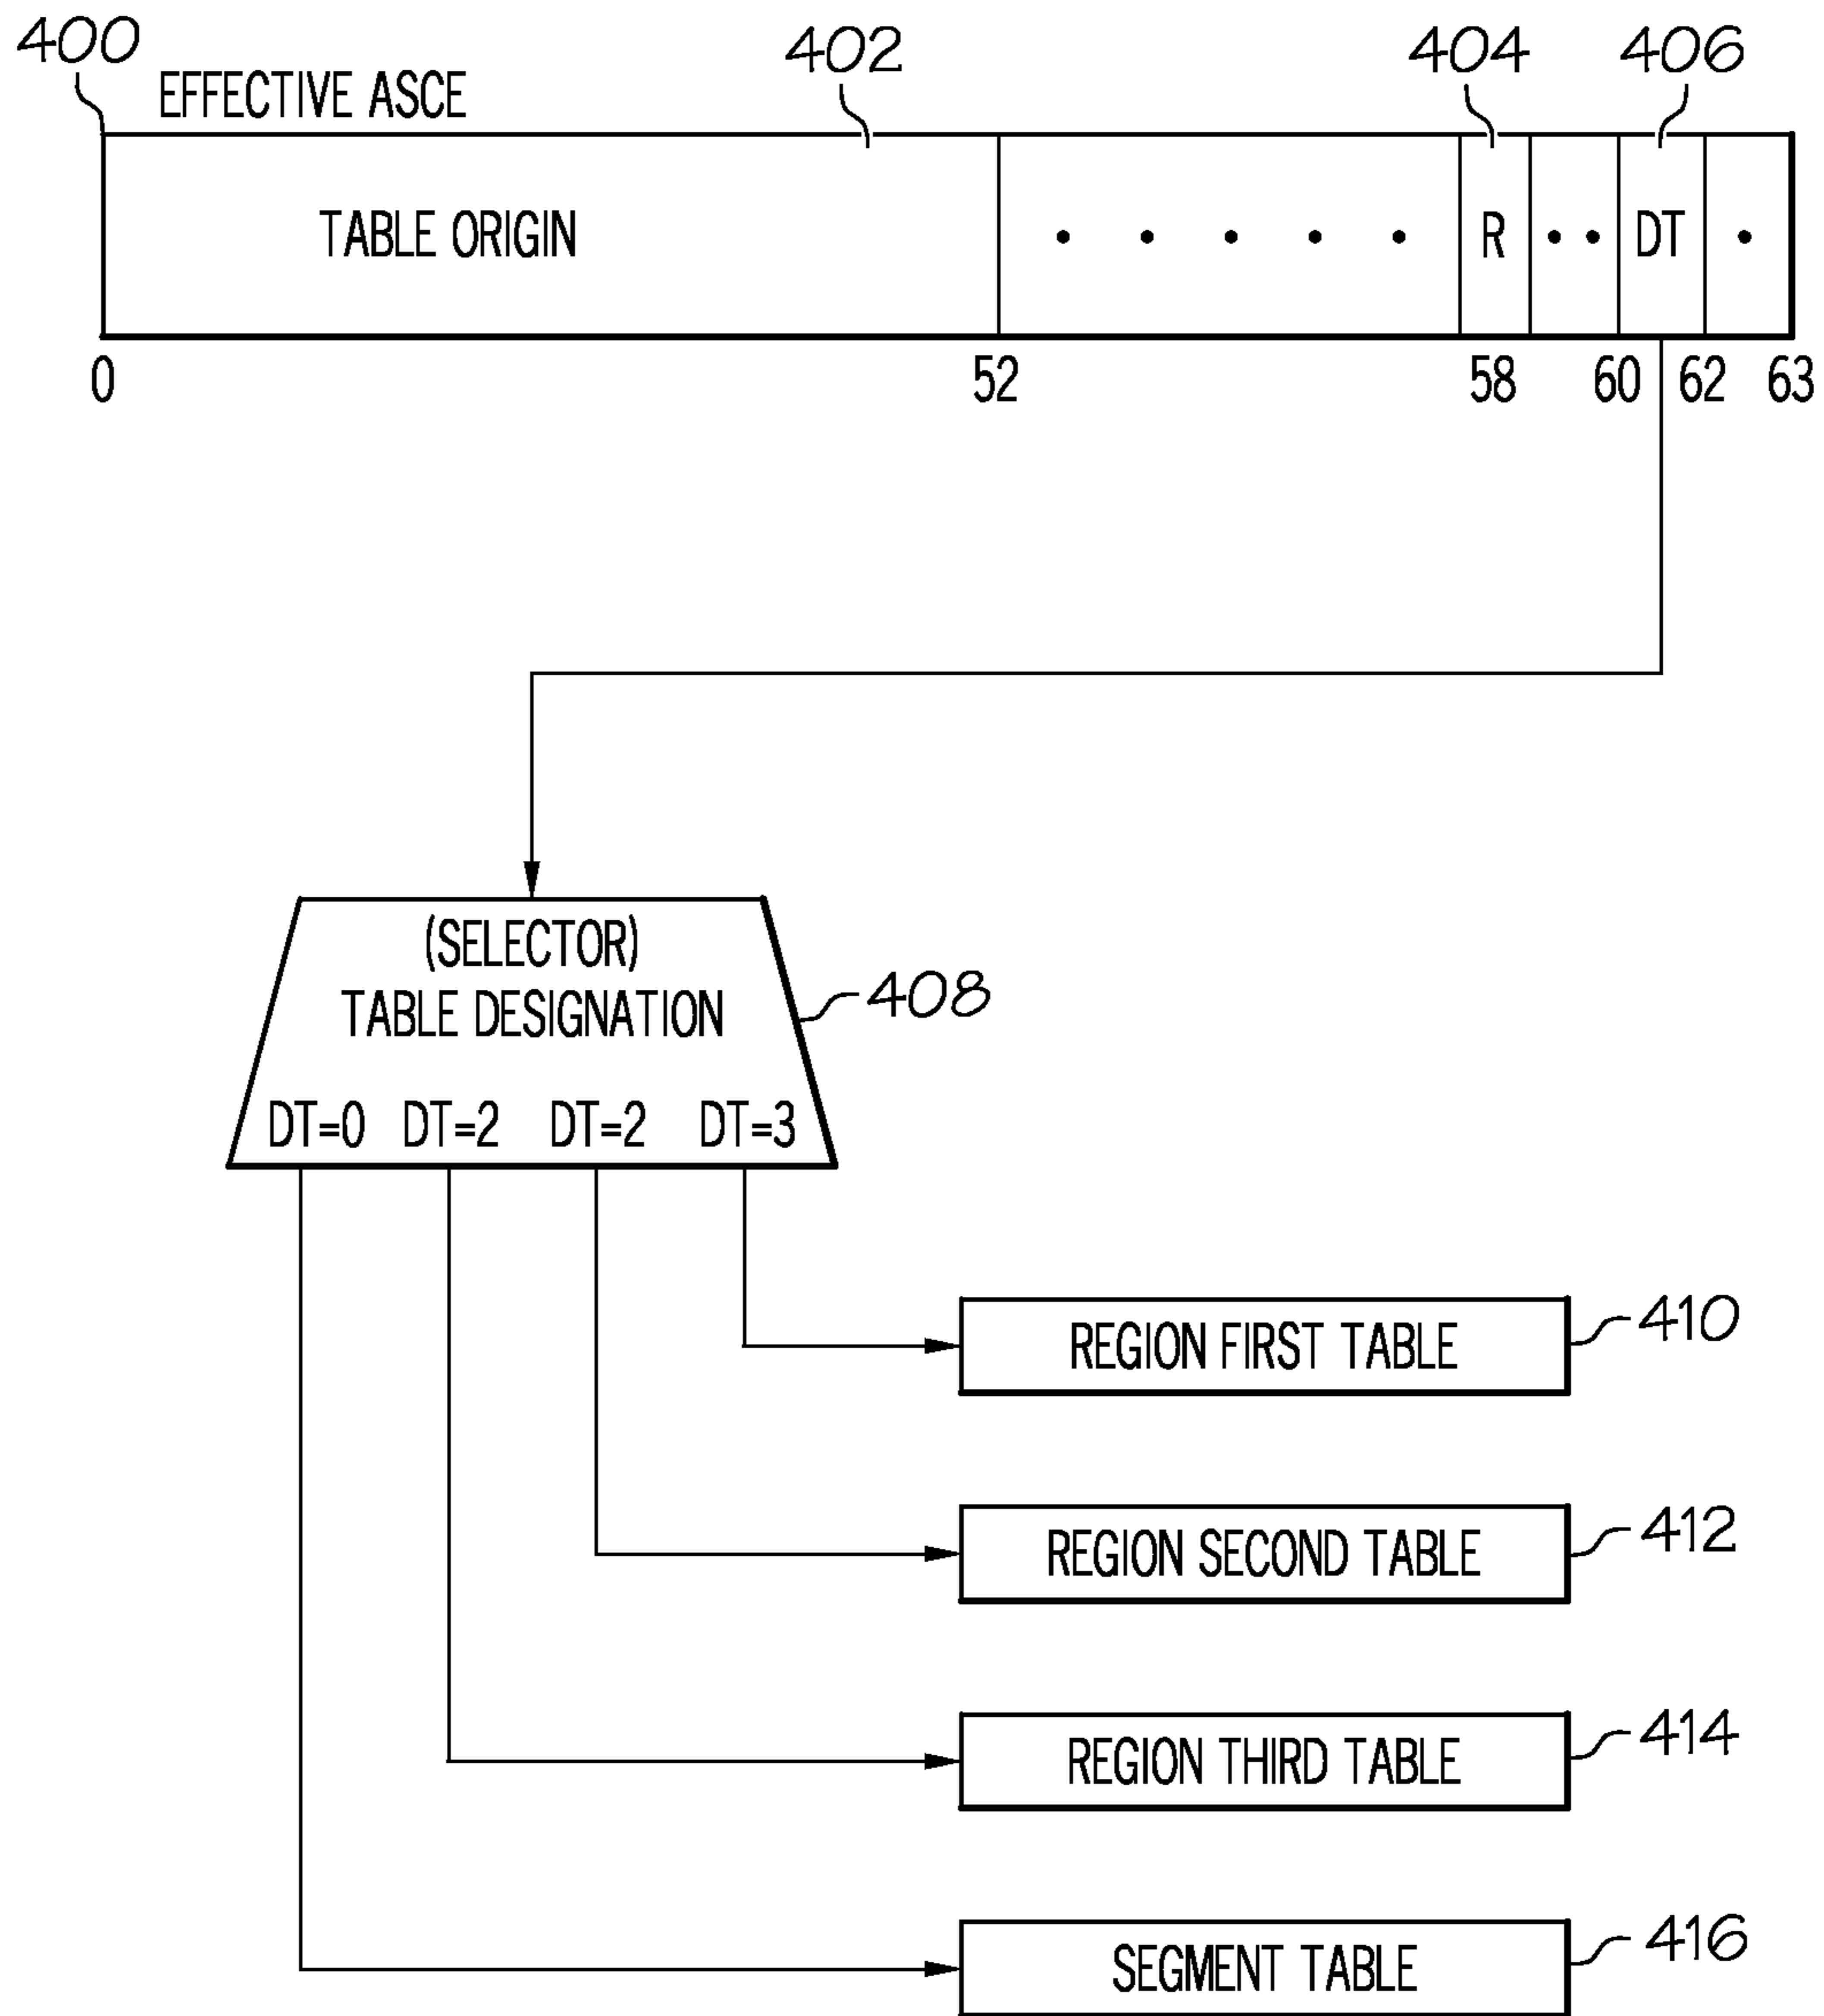 400 402 404 406
EFFECTIVE ASCE
TABLE ORIGIN • • • • • R • • DT •
0 52 58 60 62 63
(SELECTOR)
TABLE DESIGNATION
408
DT=0 DT=2 DT=2 DT=3
REGION FIRST TABLE 410
REGION SECOND TABLE 412
REGION THIRD TABLE 414
SEGMENT TABLE 416